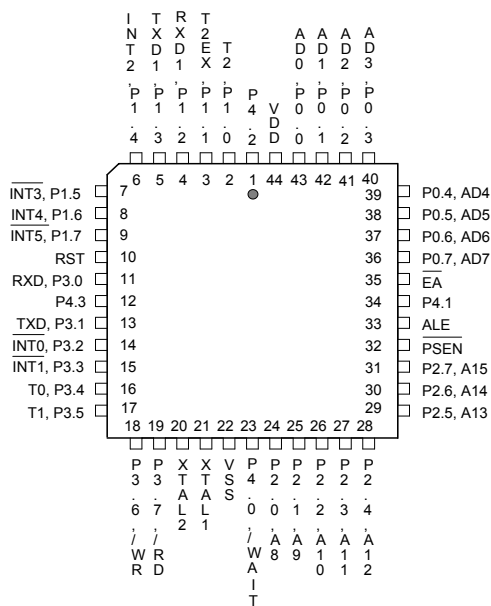 INT2, P1.4
TXD1, P1.3
RXD1, P1.2
T2EX, P1.1
T2, P1.0
P4.2
VDD
AD0, P0.0
AD1, P0.1
AD2, P0.2
AD3, P0.3
6 5 4 3 2 1 44 43 42 41 40
INT3, P1.5 7
INT4, P1.6 8
INT5, P1.7 9
RST 10
RXD, P3.0 11
P4.3 12
TXD, P3.1 13
INT0, P3.2 14
INT1, P3.3 15
T0, P3.4 16
T1, P3.5 17
39 P0.4, AD4
38 P0.5, AD5
37 P0.6, AD6
36 P0.7, AD7
35 EA
34 P4.1
33 ALE
32 PSEN
31 P2.7, A15
30 P2.6, A14
29 P2.5, A13
18 19 20 21 22 23 24 25 26 27 28
P3.6, /WR
P3.7, /RD
XTAL2
XTAL1
VSS
P4.0, /WAIT
P2.0, A8
P2.1, A9
P2.2, A10
P2.3, A11
P2.4, A12